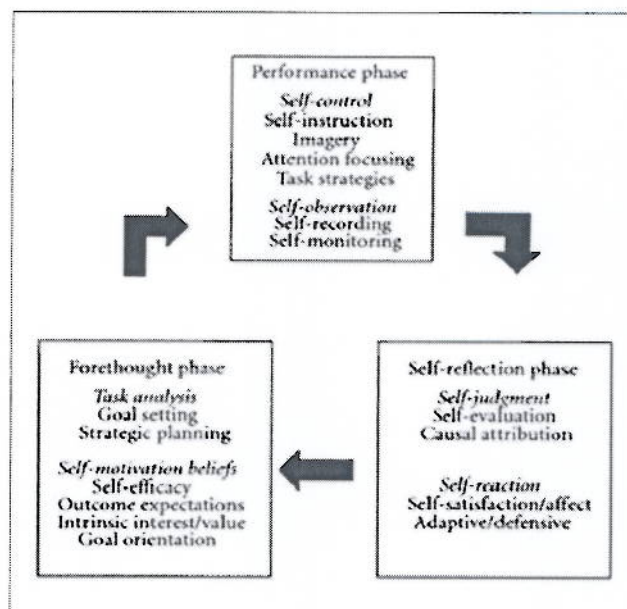 Performance phase
Self-control
Self-instruction
Imagery
Attention focusing
Task strategies
Self-observation
Self-recording
Self-monitoring
Forethought phase
Task analysis
Goal setting
Strategic planning
Self-motivation beliefs
Self-efficacy
Outcome expectations
Intrinsic interest/value
Goal orientation
Self-reflection phase
Self-judgment
Self-evaluation
Causal attribution
Self-reaction
Self-satisfaction/affect
Adaptive/defensive